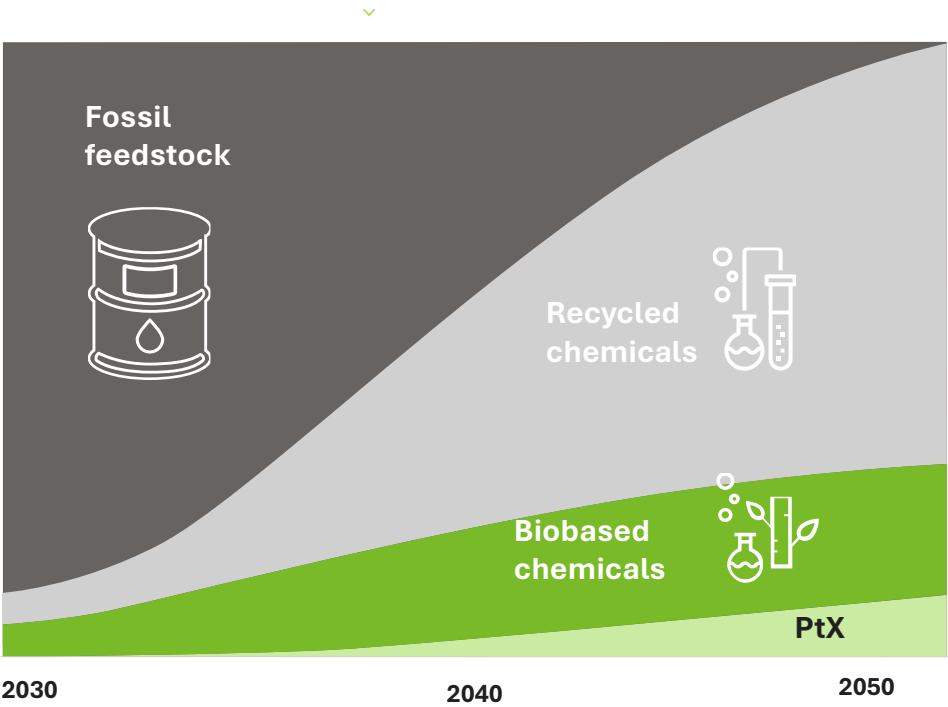 Fossil
feedstock
Recycled
chemicals
Biobased
chemicals
PtX
2030
2040
2050